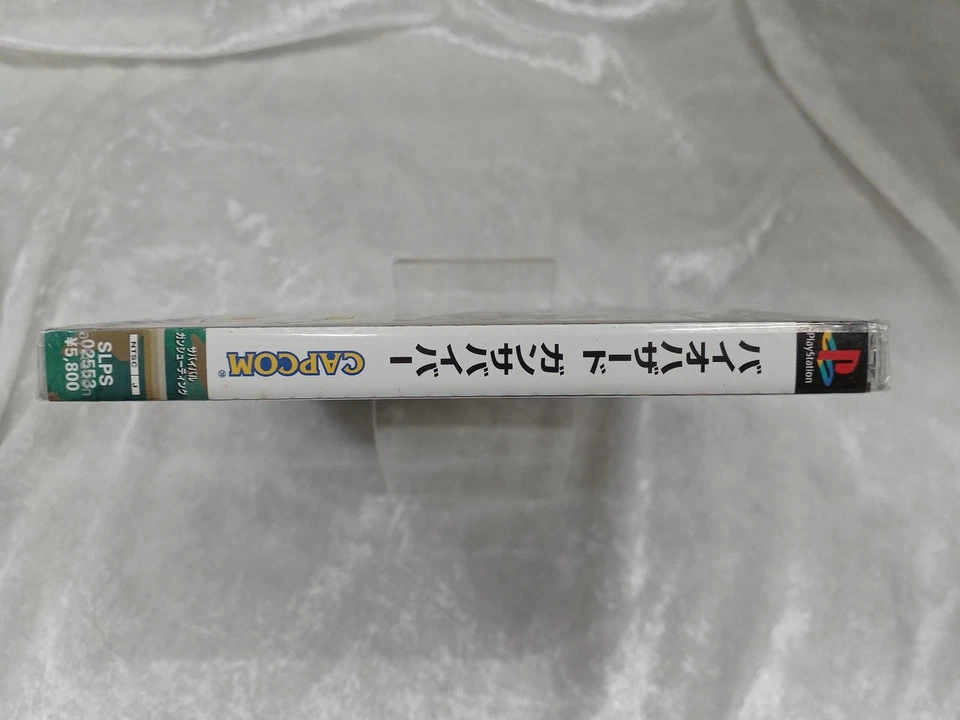 PlayStation
バイオハザード ガンサバイバー
CAPCOM®
サバイバル
ガンシューティング
NTSC J
SLPS
02553
¥5,800